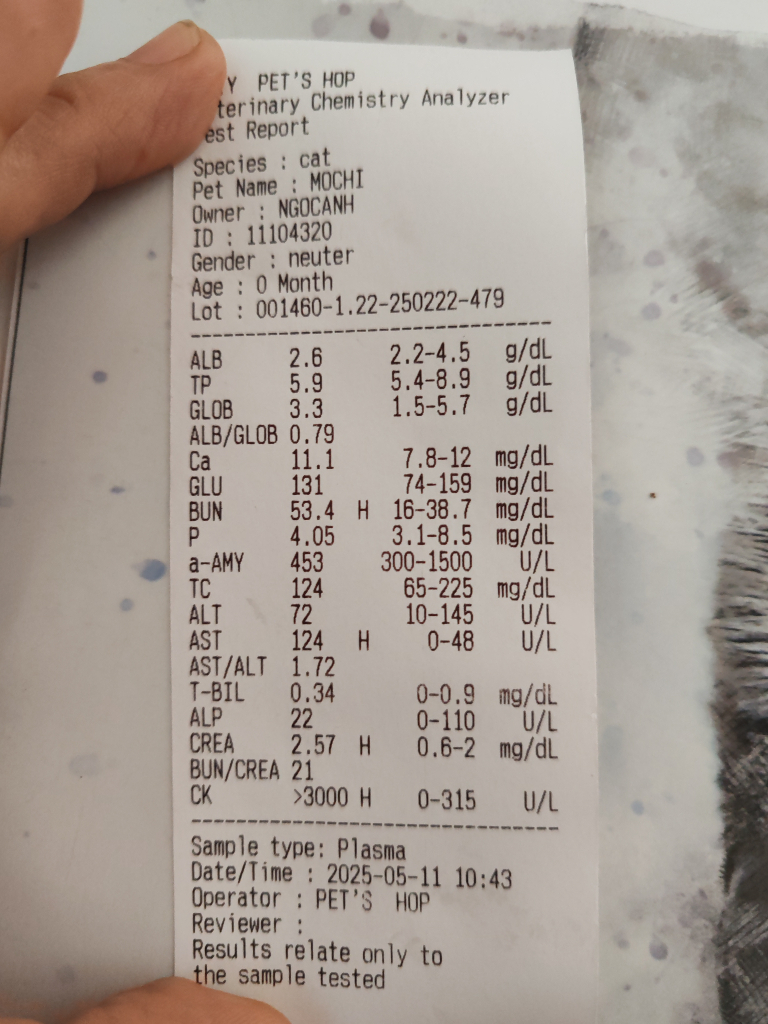 Y PET'S HOP
terinary Chemistry Analyzer
est Report
Species : cat
Pet Name : MOCHI
Owner : NGOCANH
ID : 11104320
Gender : neuter
Age : 0 Month
Lot : 001460-1.22-250222-479
ALB 2.6 2.2-4.5 g/dL
TP 5.9 5.4-8.9 g/dL
GLOB 3.3 1.5-5.7 g/dL
ALB/GLOB 0.79
Ca 11.1 7.8-12 mg/dL
GLU 131 74-159 mg/dL
BUN 53.4 H 16-38.7 mg/dL
P 4.05 3.1-8.5 mg/dL
a-AMY 453 300-1500 U/L
TC 124 65-225 mg/dL
ALT 72 10-145 U/L
AST 124 H 0-48 U/L
AST/ALT 1.72
T-BIL 0.34 0-0.9 mg/dL
ALP 22 0-110 U/L
CREA 2.57 H 0.6-2 mg/dL
BUN/CREA 21
CK >3000 H 0-315 U/L
Sample type: Plasma
Date/Time : 2025-05-11 10:43
Operator : PET'S HOP
Reviewer :
Results relate only to
the sample tested